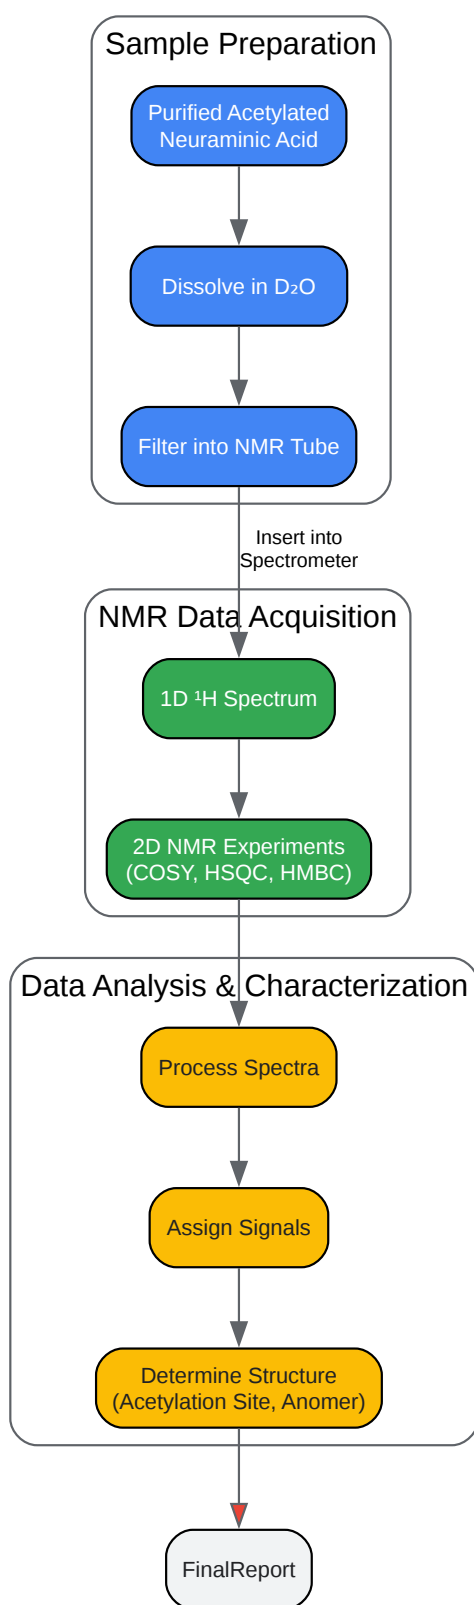 Sample Preparation
Purified Acetylated
Neuraminic Acid
Dissolve in D₂O
Filter into NMR Tube
Insert into
Spectrometer
NMR Data Acquisition
1D ¹H Spectrum
2D NMR Experiments
(COSY, HSQC, HMBC)
Data Analysis & Characterization
Process Spectra
Assign Signals
Determine Structure
(Acetylation Site, Anomer)
FinalReport